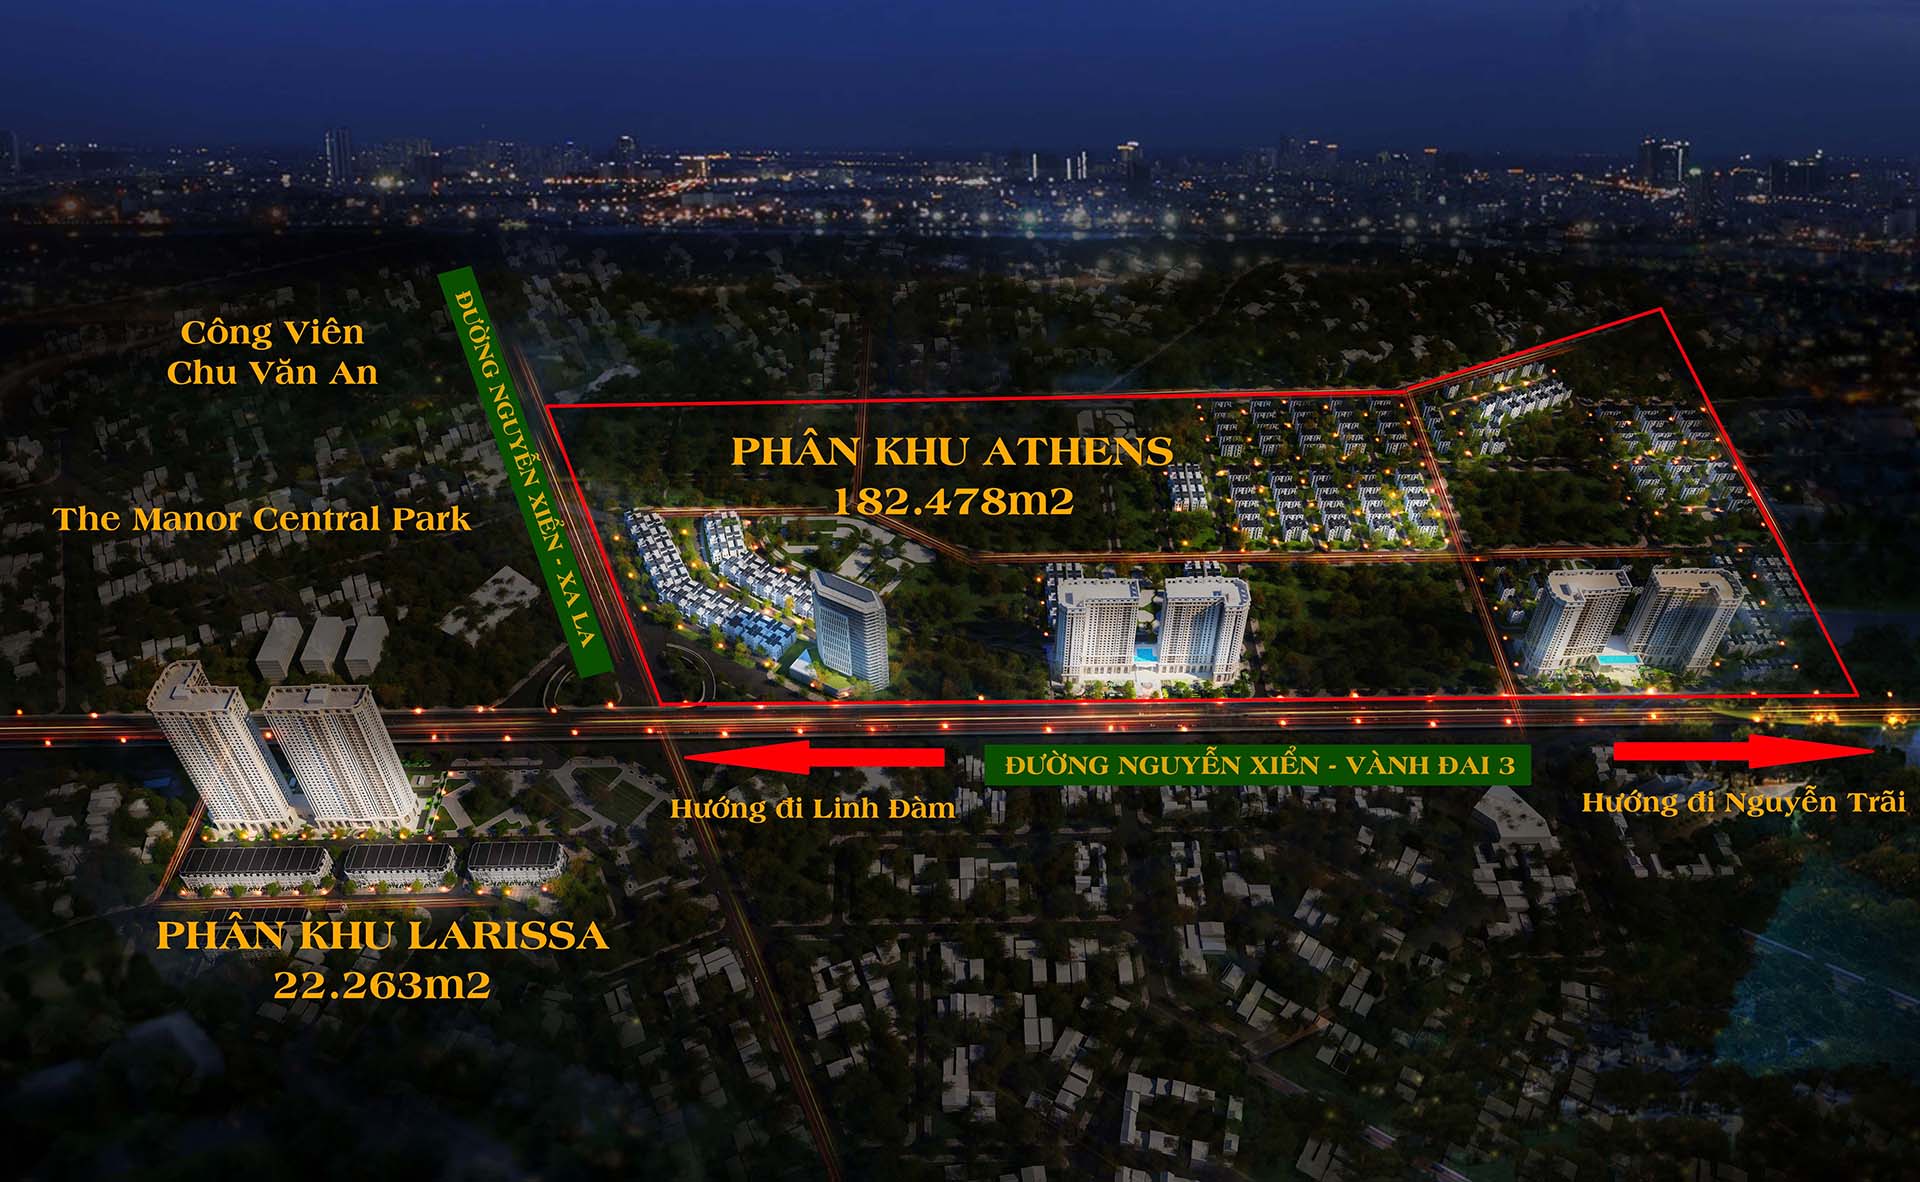 Công Viên
Chu Văn An
ĐƯỜNG NGUYỄN XIỂN - XA LA
The Manor Central Park
PHÂN KHU ATHENS
182.478m2
ĐƯỜNG NGUYỄN XIỂN - VÀNH ĐAI 3
Hướng đi Linh Đàm
Hướng đi Nguyễn Trãi
PHÂN KHU LARISSA
22.263m2